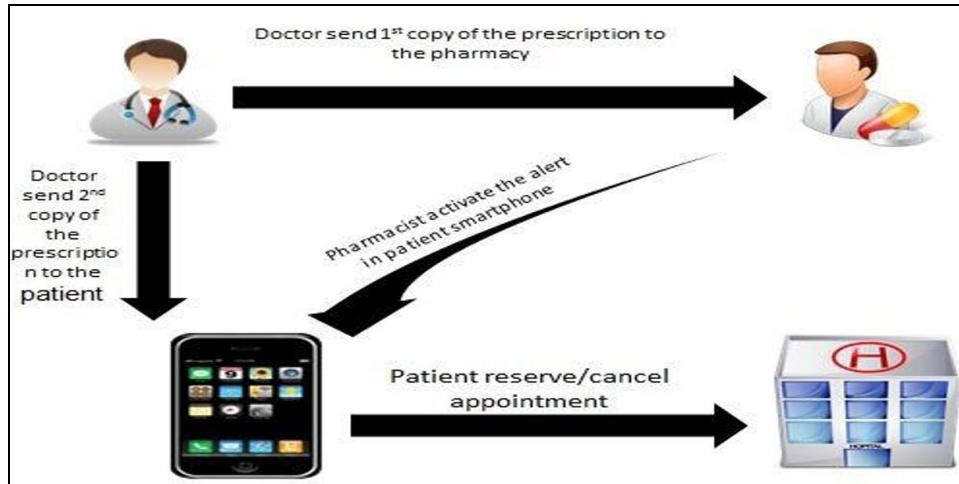 Doctor send 1st copy of the prescription to
the pharmacy
Doctor
send 2nd
copy of
the
prescriptio
n to the
patient
Pharmacist activate the alert
in patient smartphone
Patient reserve/cancel
appointment
H
HOPITAL